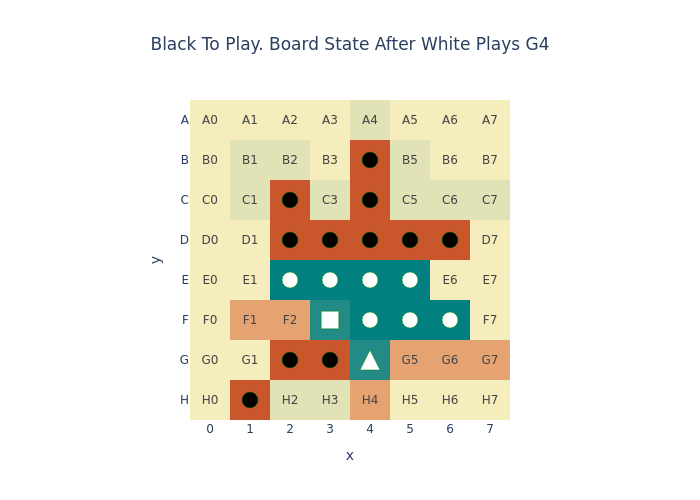 Black To Play. Board State After White Plays G4
A A0 A1 A2 A3 A4 A5 A6 A7
B B0 B1 B2 B3 B5 B6 B7
C C0 C1 C3 C5 C6 C7
D D0 D1 D7
y
E E0 E1 E6 E7
F F0 F1 F2 F7
G G0 G1 G5 G6 G7
H H0 H2 H3 H4 H5 H6 H7
0 1 2 3 4 5 6 7
x